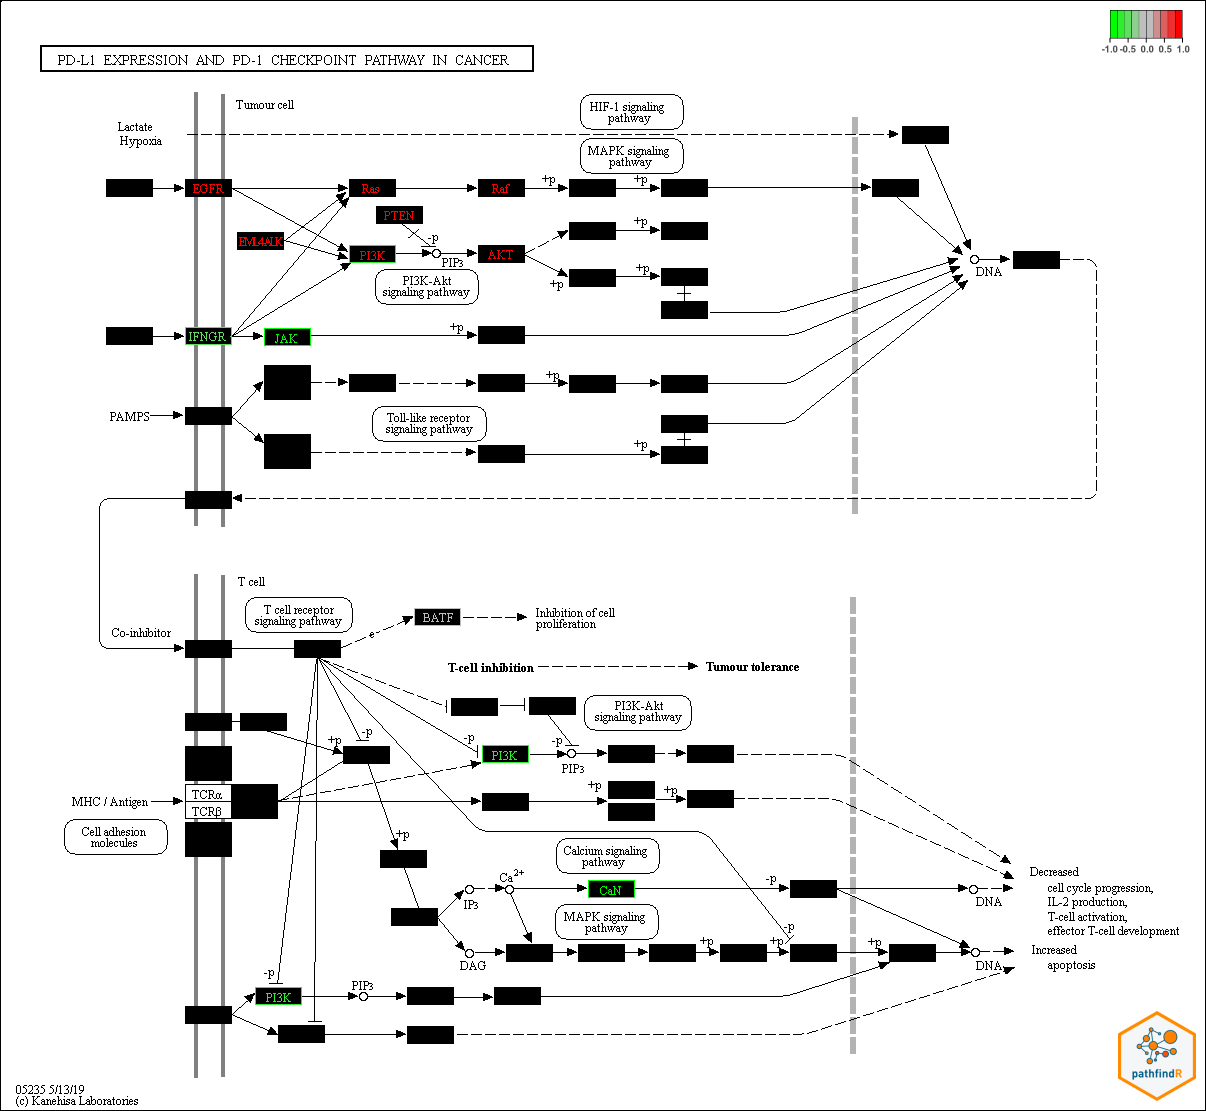 -1.0 -0.5 0.0 0.5 1.0
PD-L1 EXPRESSION AND PD-1 CHECKPOINT PATHWAY IN CANCER
Tumour cell
HIF-1 signaling
pathway
Lactate
Hypoxia
MAPK signaling
pathway
EGFR
Ras
Raf
+p
+p
PTEN
EML4ALK
-p
+p
PI3K
AKT
PIP3
+p
DNA
+p
PI3K-Akt
signaling pathway
IFNGR
JAK
+p
+p
PAMPS
Toll-like receptor
signaling pathway
+p
T cell
T cell receptor
signaling pathway
BATF
Inhibition of cell
proliferation
Co-inhibitor
e
T-cell inhibition
Tumour tolerance
PI3K-Akt
signaling pathway
+p
-p
-p
-p
PI3K
PIP3
MHC / Antigen
TCRα
TCRβ
+p
+p
Cell adhesion
molecules
+p
Calcium signaling
pathway
Ca2+
IP3
CaN
-p
DNA
Decreased
cell cycle progression,
IL-2 production,
T-cell activation,
effector T-cell development
MAPK signaling
pathway
DAG
+p
+p
-p
+p
DNA
Increased
apoptosis
-p
PI3K
PIP3
pathfindR
05235 5/13/19
(c) Kanehisa Laboratories